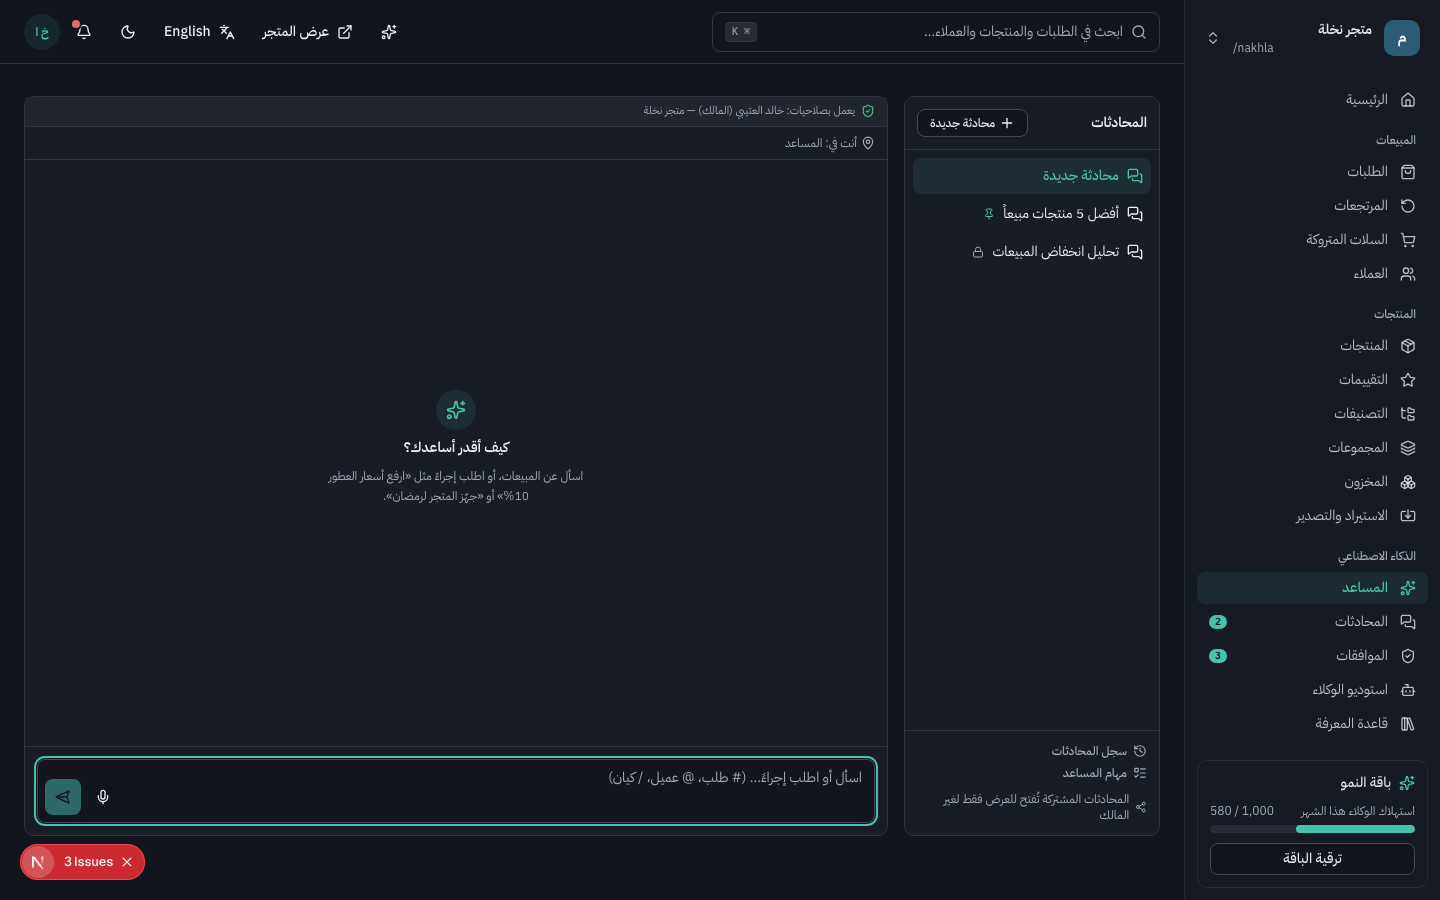 متجر نخلة
م
/nakhla
ابحث في الطلبات والمنتجات والعملاء...
⌘ K
عرض المتجر
English
خ ا
الرئيسية
المبيعات
الطلبات
المرتجعات
السلات المتروكة
العملاء
المنتجات
المنتجات
التقييمات
التصنيفات
المجموعات
المخزون
الاستيراد والتصدير
الذكاء الاصطناعي
المساعد
المحادثات
2
الموافقات
3
استوديو الوكلاء
قاعدة المعرفة
باقة النمو
استهلاك الوكلاء هذا الشهر
580 / 1,000
ترقية الباقة
المحادثات
محادثة جديدة
محادثة جديدة
أفضل 5 منتجات مبيعاً
تحليل انخفاض المبيعات
سجل المحادثات
مهام المساعد
المحادثات المشتركة تُفتح للعرض فقط لغير
المالك
يعمل بصلاحيات: خالد العتيبي (المالك) — متجر نخلة
أنت في: المساعد
كيف أقدر أساعدك؟
اسأل عن المبيعات، أو اطلب إجراءً مثل «ارفع أسعار العطور
10%» أو «جهّز المتجر لرمضان».
اسأل أو اطلب إجراءً... (# طلب، @ عميل، / كيان)
N
3 Issues